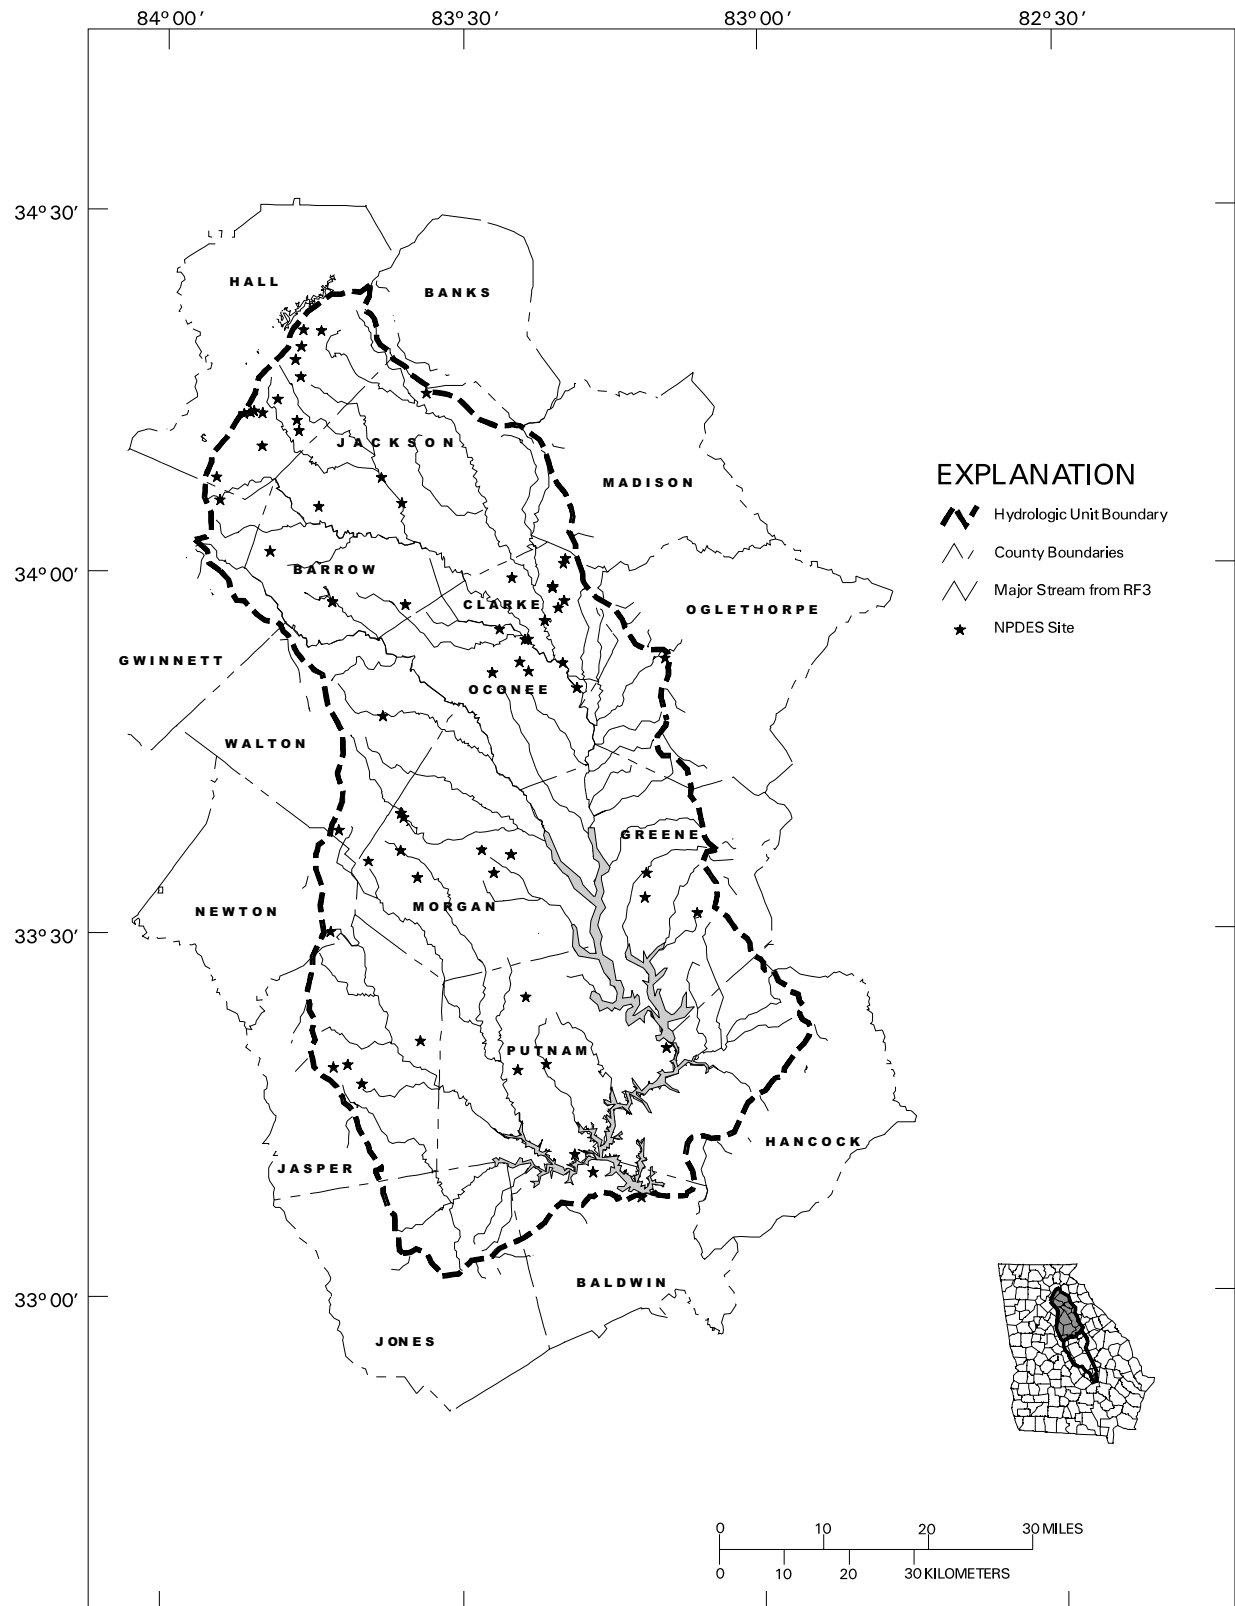 84°00′
83°30′
83°00′
82°30′
34°30′
HALL
BANKS
JACKSON
MADISON
EXPLANATION
Hydrologic Unit Boundary
County Boundaries
Major Stream from RF3
NPDES Site
34°00′
BARROW
CLARKE
OGLETHORPE
GWINNETT
OCONEE
WALTON
GREENE
MORGAN
NEWTON
33°30′
PUTNAM
HANCOCK
JASPER
BALDWIN
33°00′
JONES
0 10 20 30 MILES
0 10 20 30 KILOMETERS